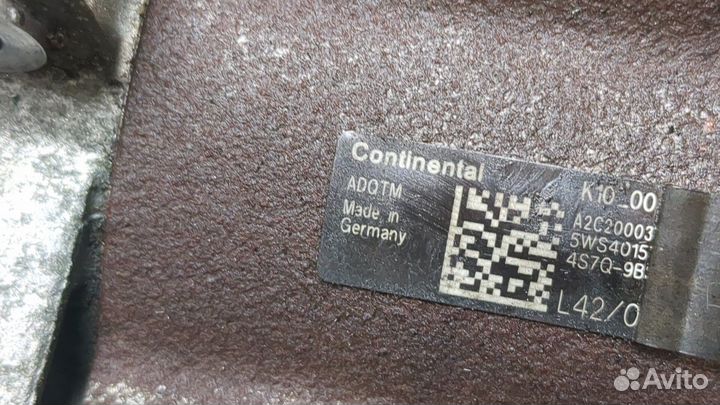 Continental
K10_00
ADQTM
A2C20003
Made in
5WS4015
Germany
4S7Q-9B
L42/0
Avito